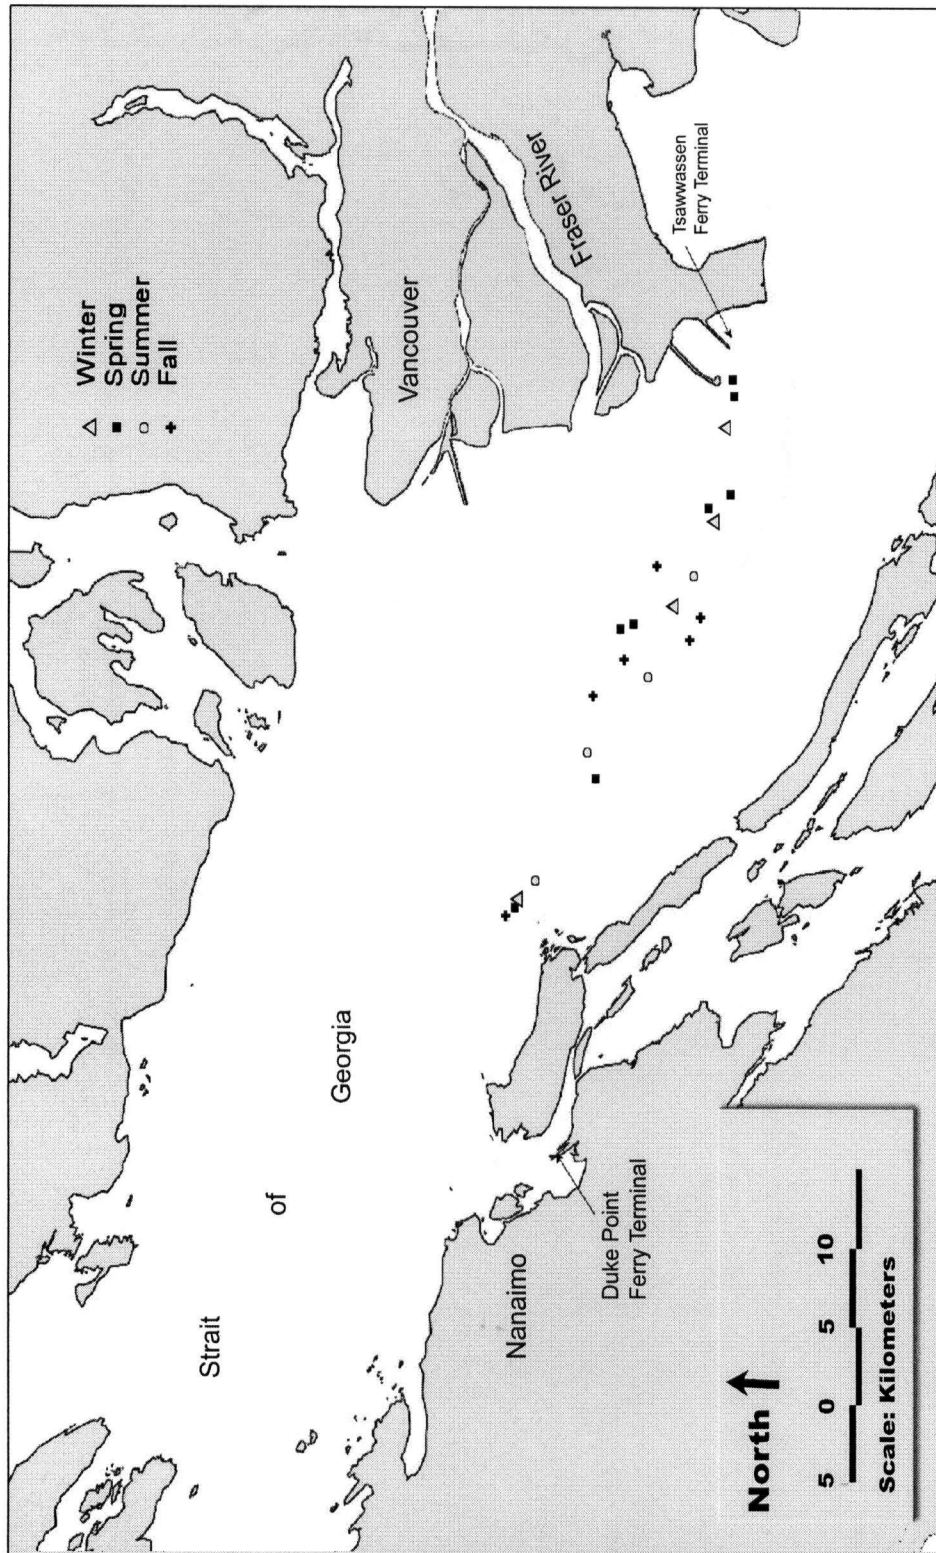 Winter
Spring
Summer
Fall
Vancouver
Fraser River
Tsawwassen
Ferry Terminal
Strait
of
Georgia
Nanaimo
Duke Point
Ferry Terminal
North
5 0 5 10
Scale: Kilometers